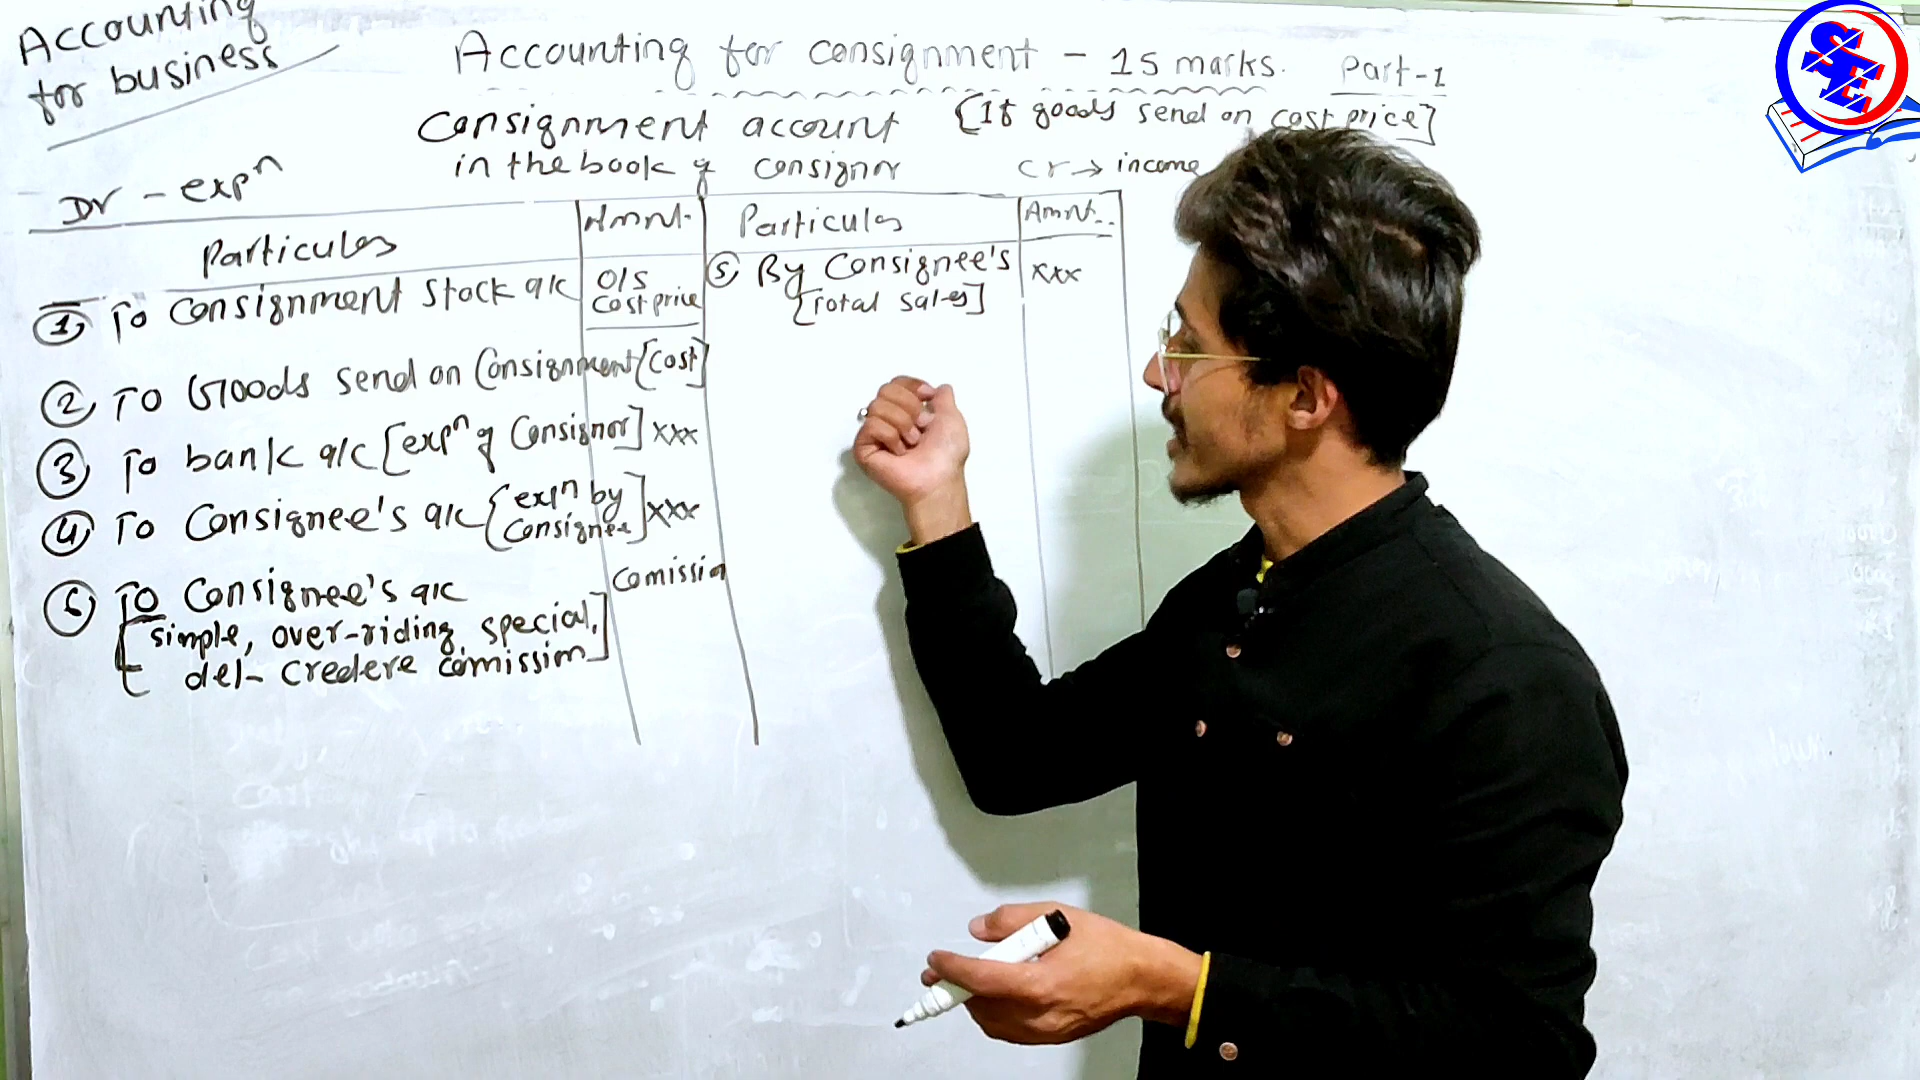 Accounting
for business
Accounting for consignment - 15 marks. Part-1
Consignment account [If goods send on cost price]
in the book of consignor
Cr → income
Dr - expⁿ
Particulas Amnt. Particulas Amnt..
① To Consignment Stock a/c O/S
Cost price
⑤ By Consignee's xxx
[Total Sales]
② To Goods send on Consignment [Cost]
③ To bank a/c [expⁿ of Consignor] xxx
④ To Consignee's a/c [expⁿ by
Consignee] xxx
⑥ To Consignee's a/c Comission
[simple, over-riding, special,
del- credere comission]
SEE